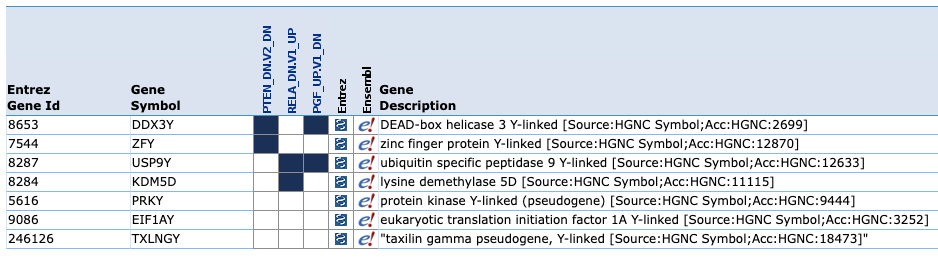 Entrez Gene Id Gene Symbol PTEN_DN.V2_DN RELA_DN.V1_UP PGF_UP.V1_DN Entrez Ensembl Gene Description
8653 DDX3Y e! DEAD-box helicase 3 Y-linked [Source:HGNC Symbol;Acc:HGNC:2699]
7544 ZFY e! zinc finger protein Y-linked [Source:HGNC Symbol;Acc:HGNC:12870]
8287 USP9Y e! ubiquitin specific peptidase 9 Y-linked [Source:HGNC Symbol;Acc:HGNC:12633]
8284 KDM5D e! lysine demethylase 5D [Source:HGNC Symbol;Acc:HGNC:11115]
5616 PRKY e! protein kinase Y-linked (pseudogene) [Source:HGNC Symbol;Acc:HGNC:9444]
9086 EIF1AY e! eukaryotic translation initiation factor 1A Y-linked [Source:HGNC Symbol;Acc:HGNC:3252]
246126 TXLNGY e! "taxilin gamma pseudogene, Y-linked [Source:HGNC Symbol;Acc:HGNC:18473]"